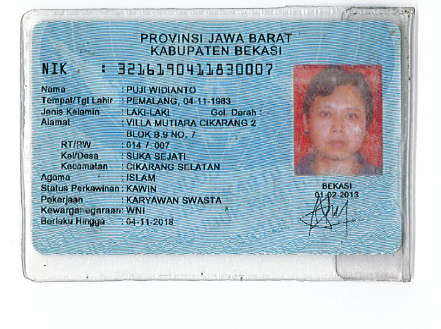 PROVINSI JAWA BARAT
KABUPATEN BEKASI
NIK : 3216190411830007
Nama : PUJI WIDIANTO
Tempat/Tgl Lahir : PEMALANG, 04-11-1983
Jenis Kelamin : LAKI-LAKI Gol. Darah :
Alamat : VILLA MUTIARA CIKARANG 2
BLOK B.9 NO. 7
RT/RW : 014 / 007
Kel/Desa : SUKA SEJATI
Kecamatan : CIKARANG SELATAN
Agama : ISLAM
Status Perkawinan : KAWIN
Pekerjaan : KARYAWAN SWASTA
Kewarganegaraan : WNI
Berlaku Hingga : 04-11-2018
BEKASI
01-02-2013